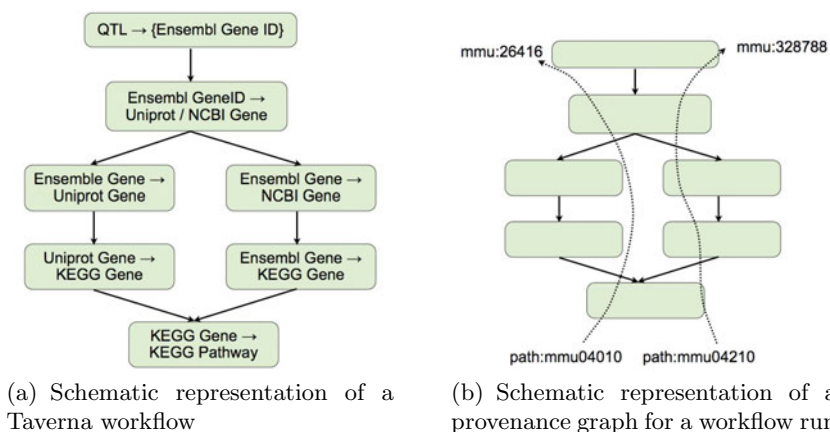 QTL → {Ensembl Gene ID}
Ensembl GeneID →
Uniprot / NCBI Gene
Ensemble Gene →
Uniprot Gene
Ensembl Gene →
NCBI Gene
Uniprot Gene →
KEGG Gene
Ensembl Gene →
KEGG Gene
KEGG Gene →
KEGG Pathway
(a) Schematic representation of a
Taverna workflow
mmu:26416
mmu:328788
path:mmu04010
path:mmu04210
(b) Schematic representation of a
provenance graph for a workflow run